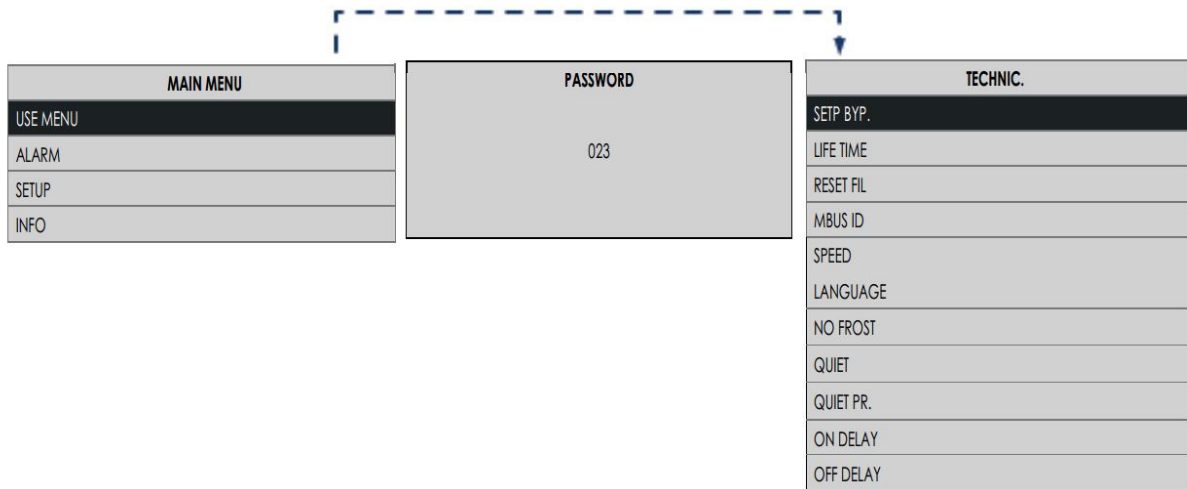 MAIN MENU
USE MENU
ALARM
SETUP
INFO
PASSWORD
023
TECHNIC.
SETP BYP.
LIFE TIME
RESET FIL
MBUS ID
SPEED
LANGUAGE
NO FROST
QUIET
QUIET PR.
ON DELAY
OFF DELAY